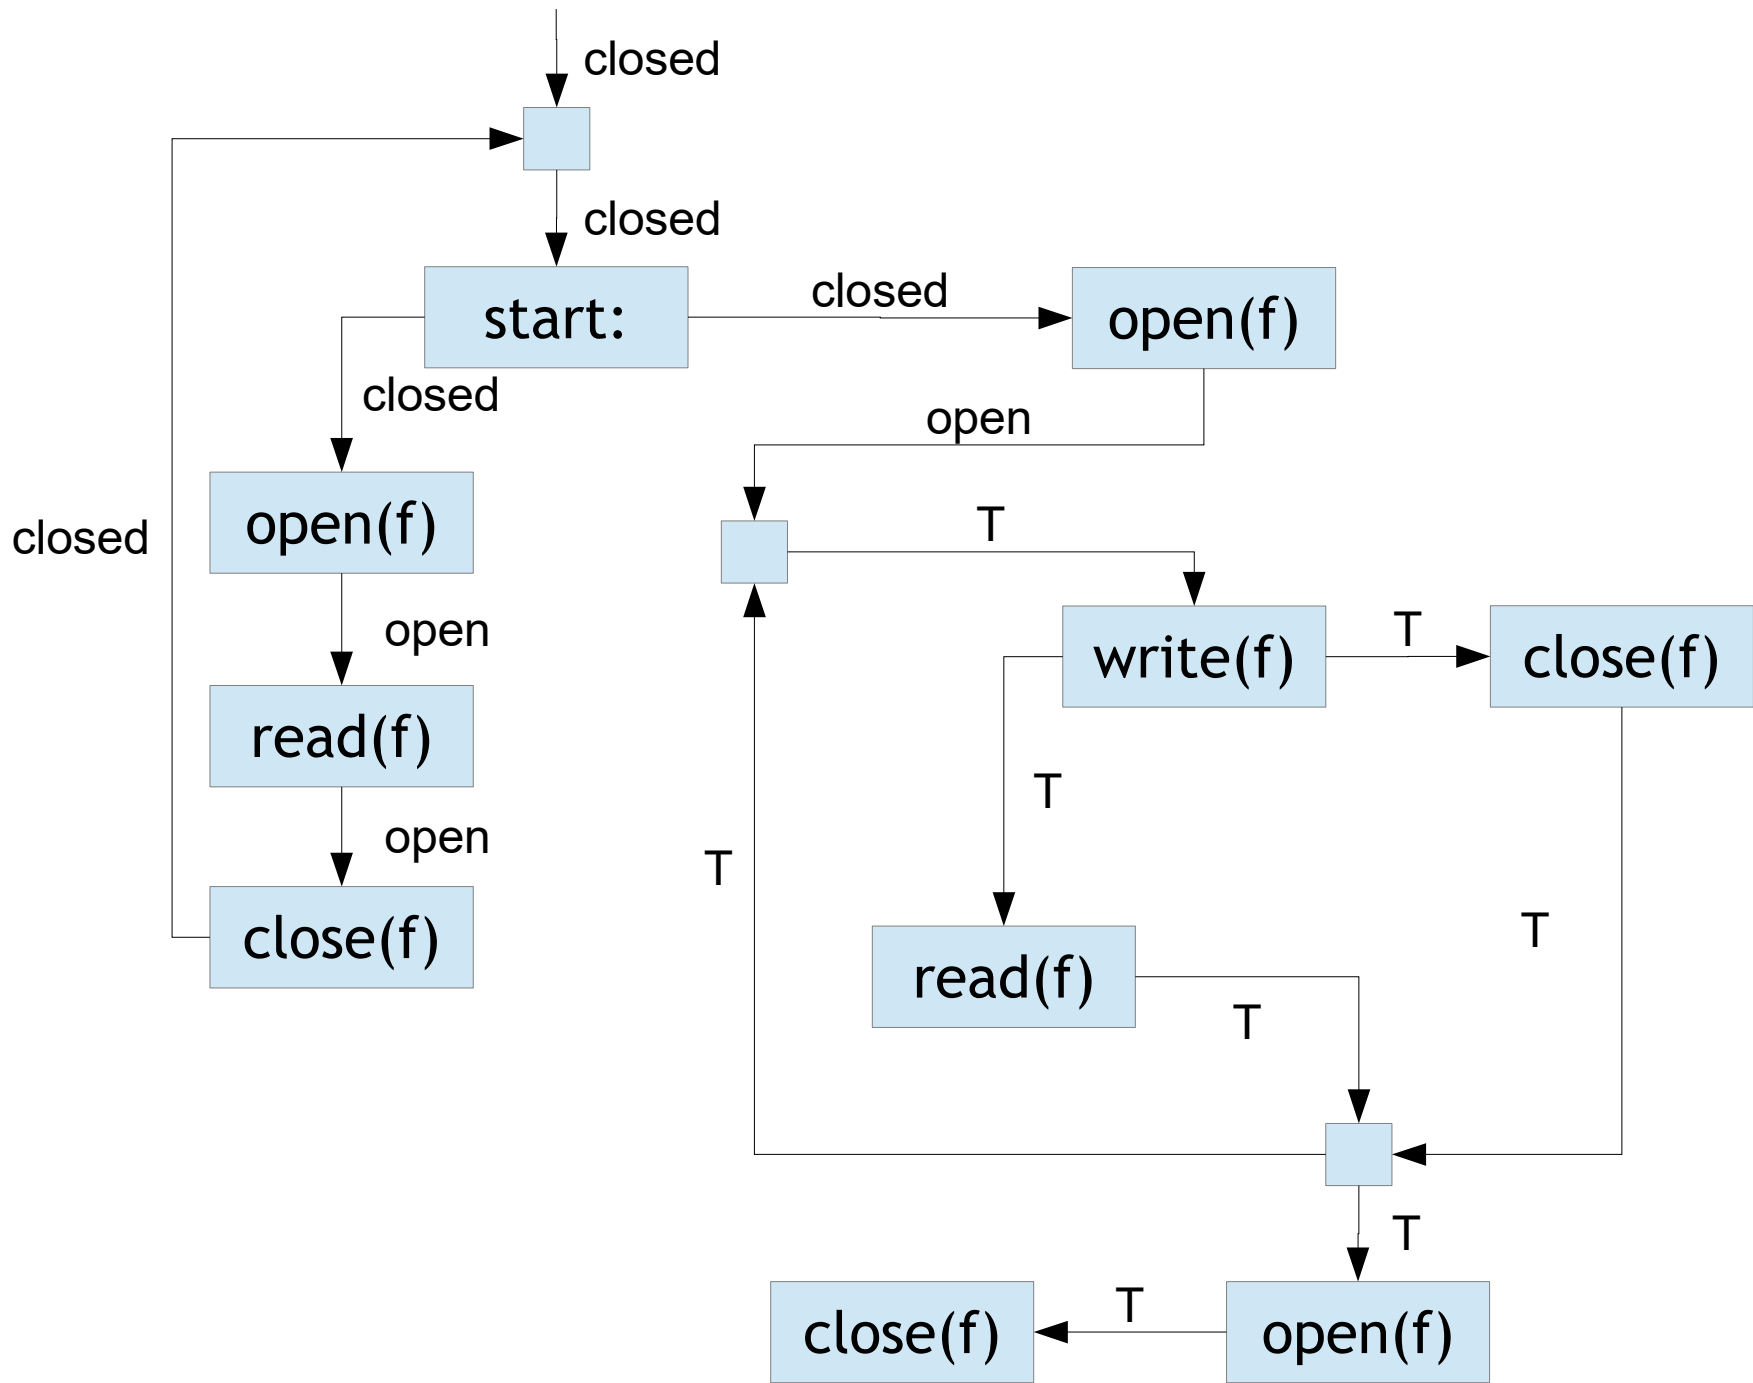 closed
closed
start:
closed
open(f)
closed
open
open(f)
closed
T
open
write(f)
T
close(f)
read(f)
T
open
T
T
close(f)
read(f)
T
T
T
close(f)
T
open(f)